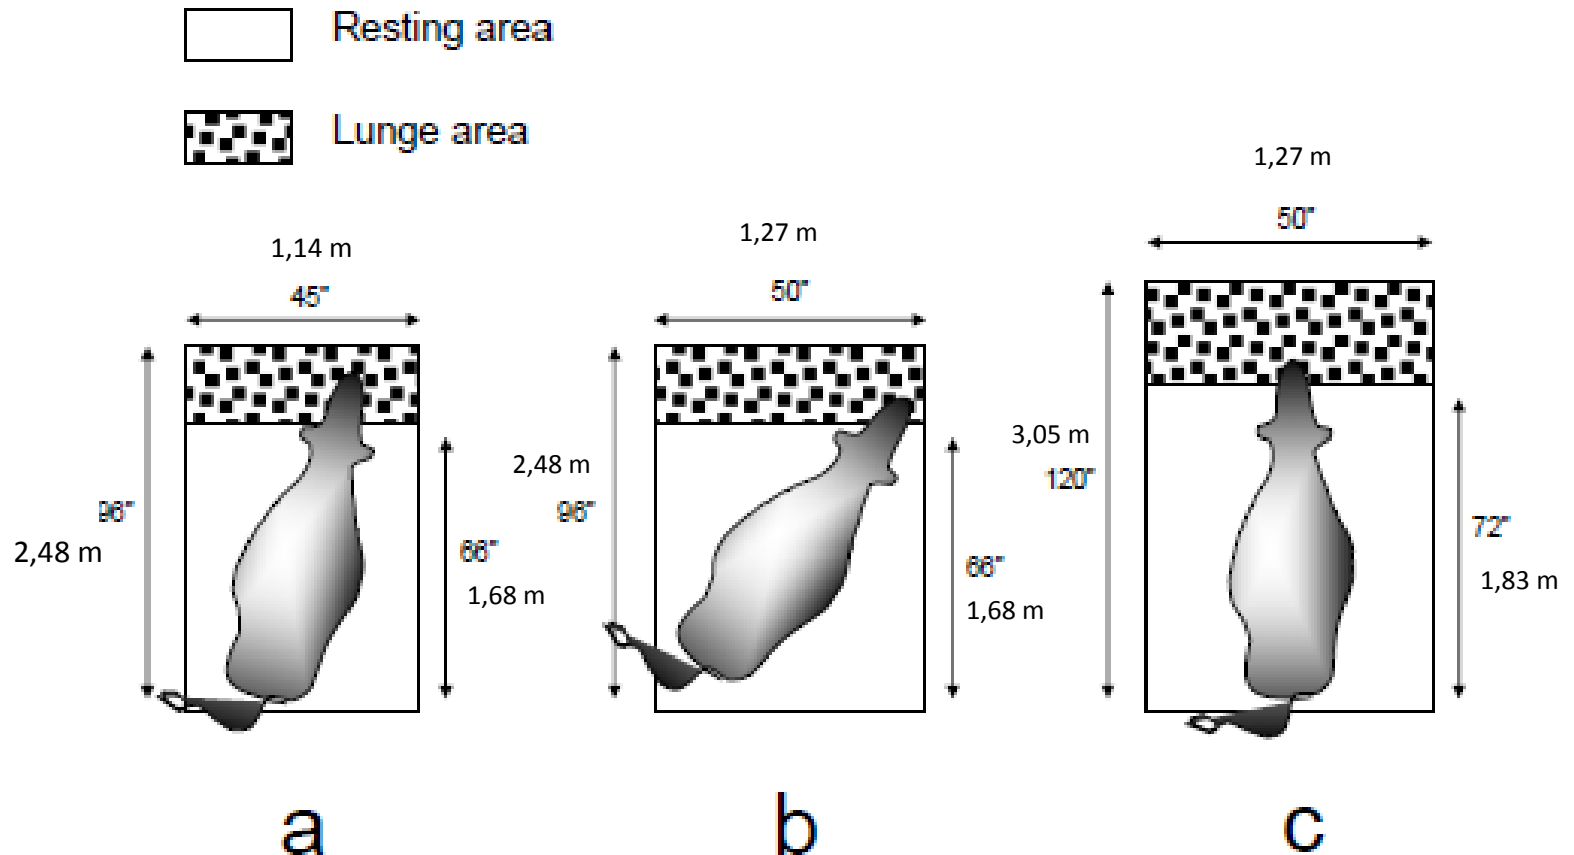 Resting area
Lunge area
1,14 m
45"
96"
2,48 m
66"
1,68 m
a
1,27 m
50"
2,48 m
96"
66"
1,68 m
b
1,27 m
50"
3,05 m
120"
72"
1,83 m
c